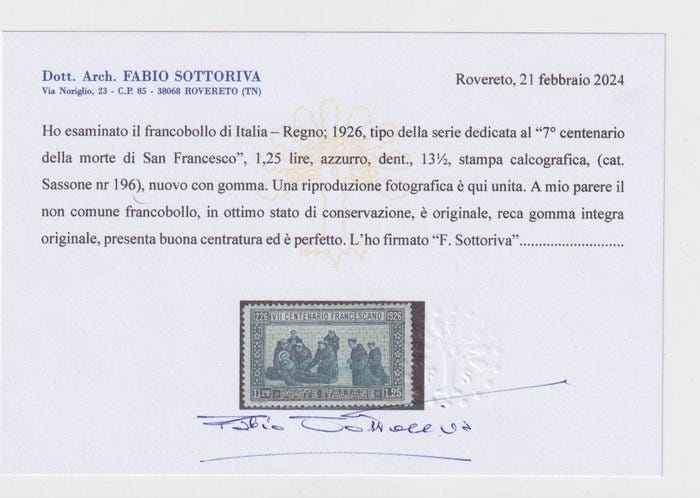 Dott. Arch. FABIO SOTTORIVA
Via Noriglio, 23 - C.P. 85 - 38068 ROVERETO (TN)
Rovereto, 21 febbraio 2024
Ho esaminato il francobollo di Italia – Regno; 1926, tipo della serie dedicata al “7° centenario
della morte di San Francesco”, 1,25 lire, azzurro, dent., 13½, stampa calcografica, (cat.
Sassone nr 196), nuovo con gomma. Una riproduzione fotografica è qui unita. A mio parere il
non comune francobollo, in ottimo stato di conservazione, è originale, reca gomma integra
originale, presenta buona centratura ed è perfetto. L’ho firmato “F. Sottoriva”...........................
1226 VII CENTENARIO FRANCESCANO 1926
Lire POSTE ITALIANE 1.25
Fabio Sottoriva